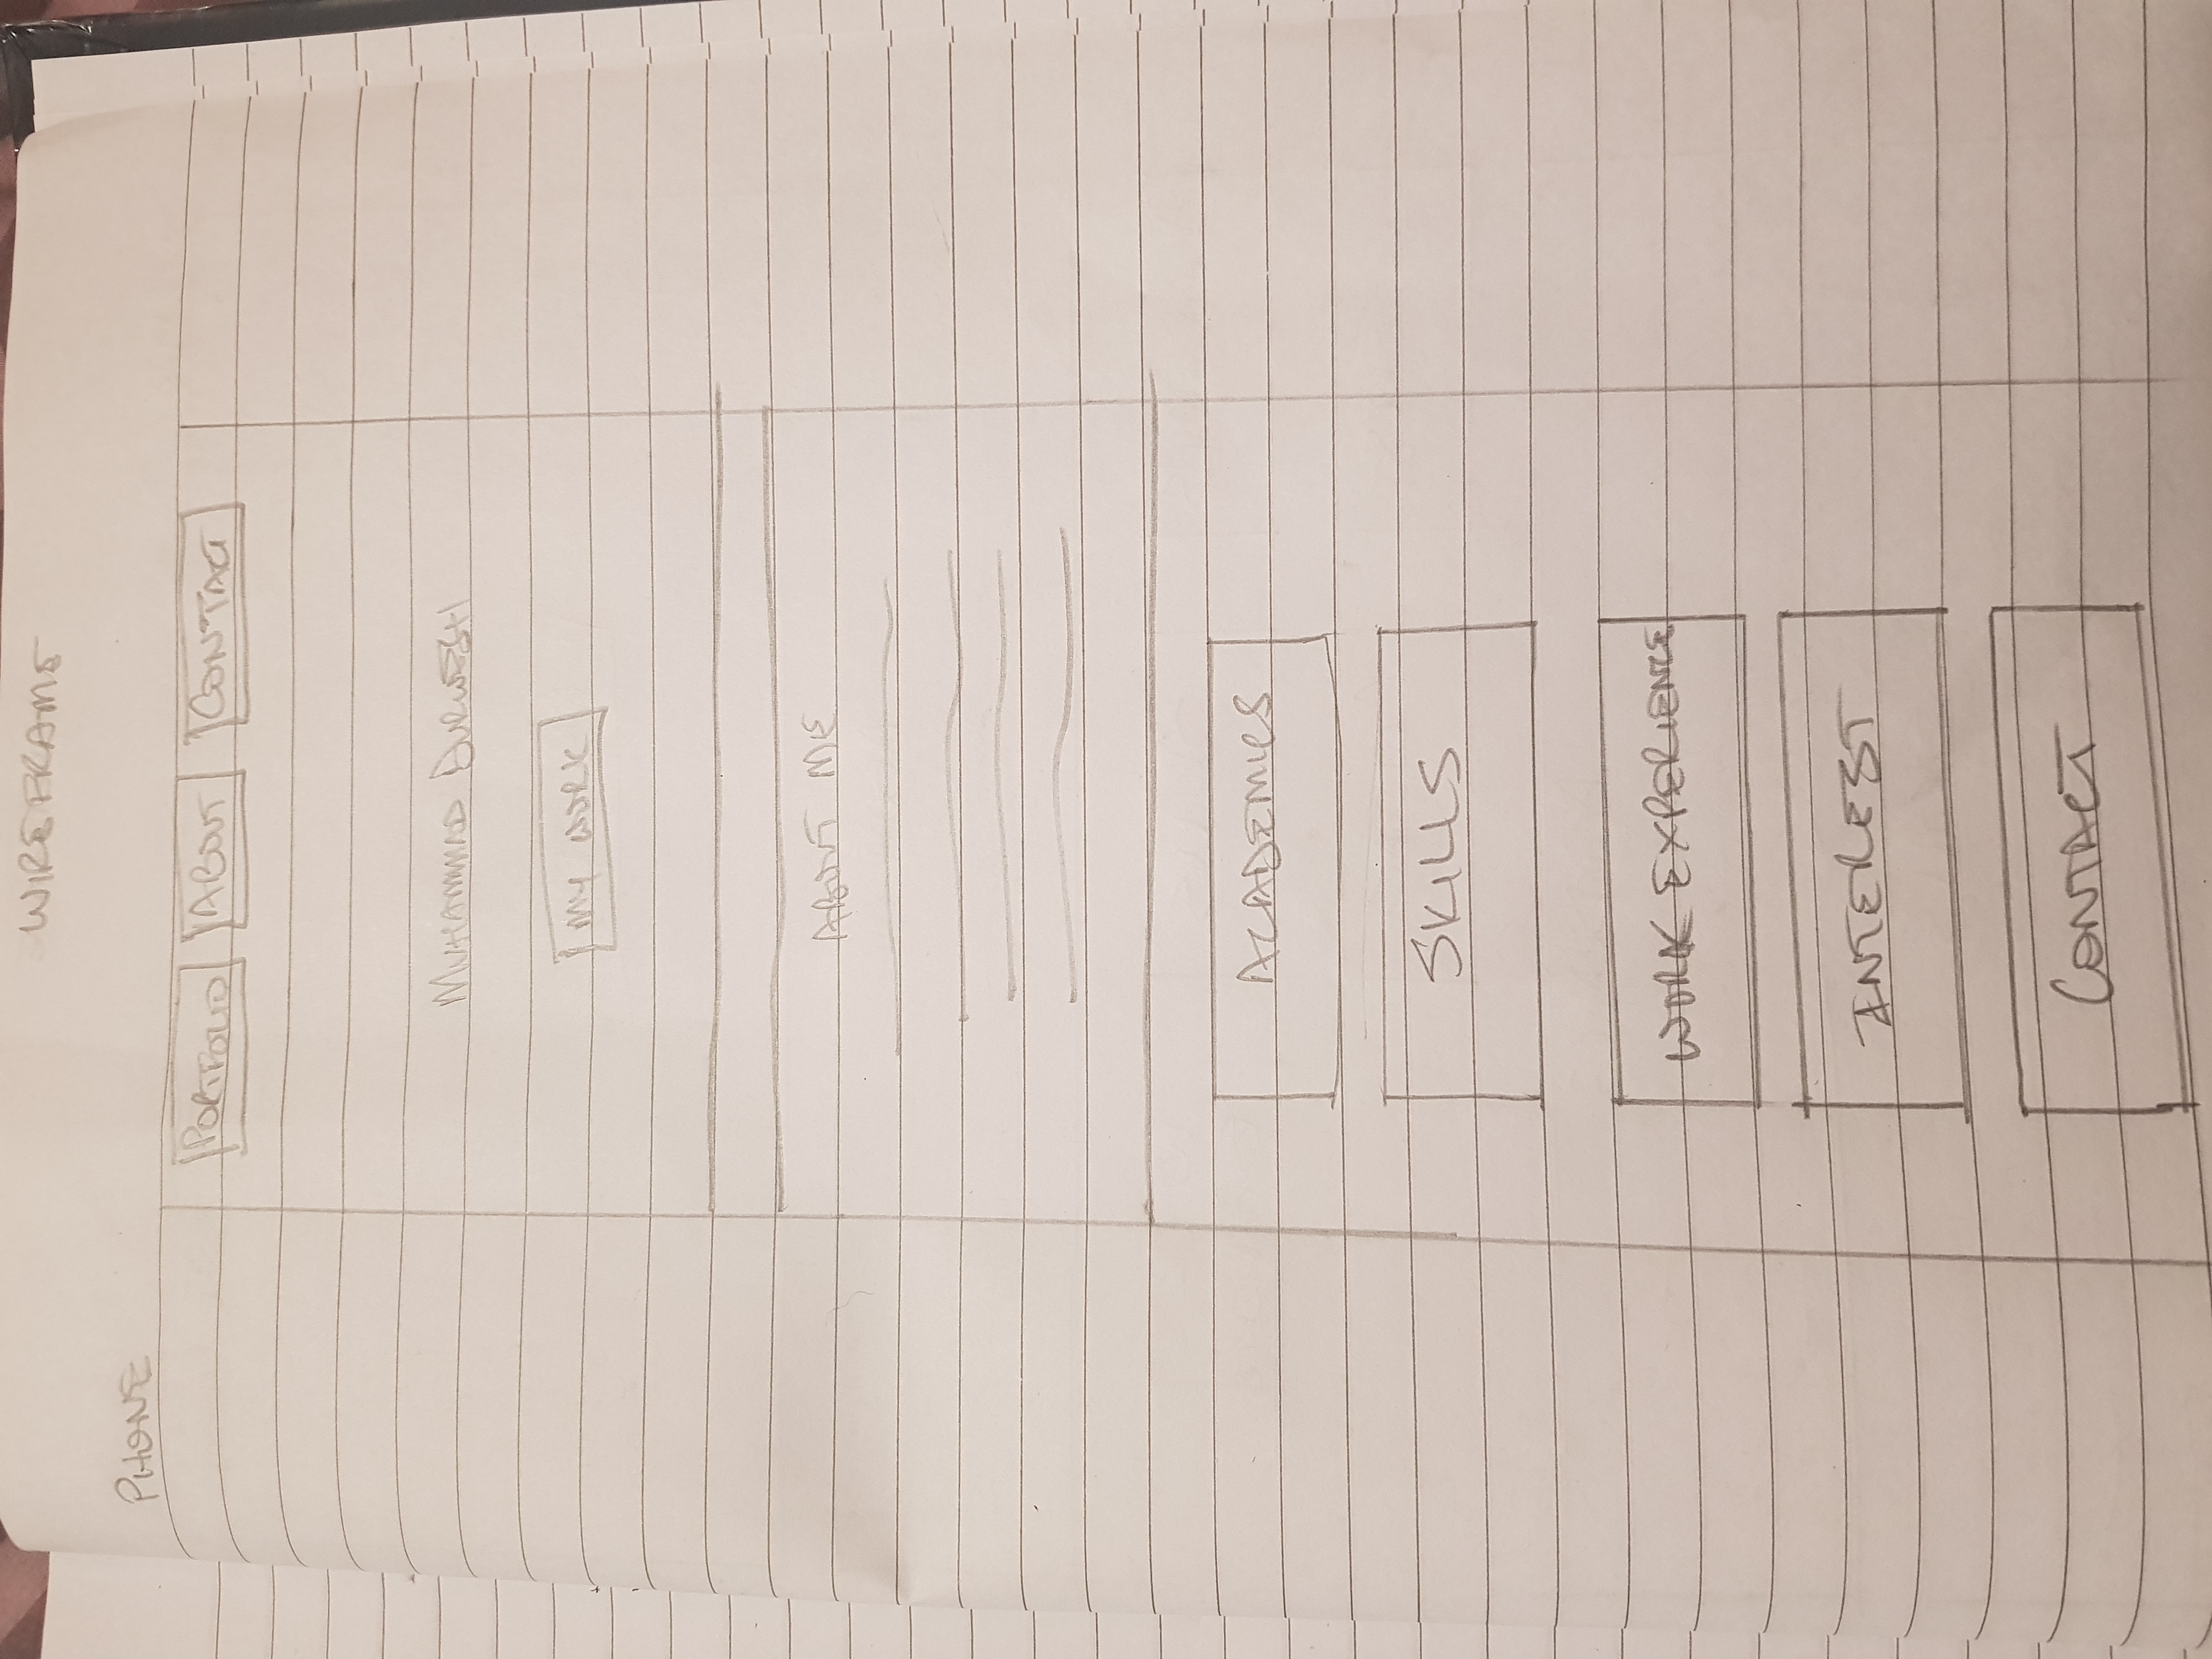 WIREFRAME
PHONE
PORTFOLIO ABOUT CONTACT
MUHAMMAD DURWESH
MY WORK
ABOUT ME
ACADEMICS
SKILLS
WORK EXPERIENCE
INTEREST
CONTACT